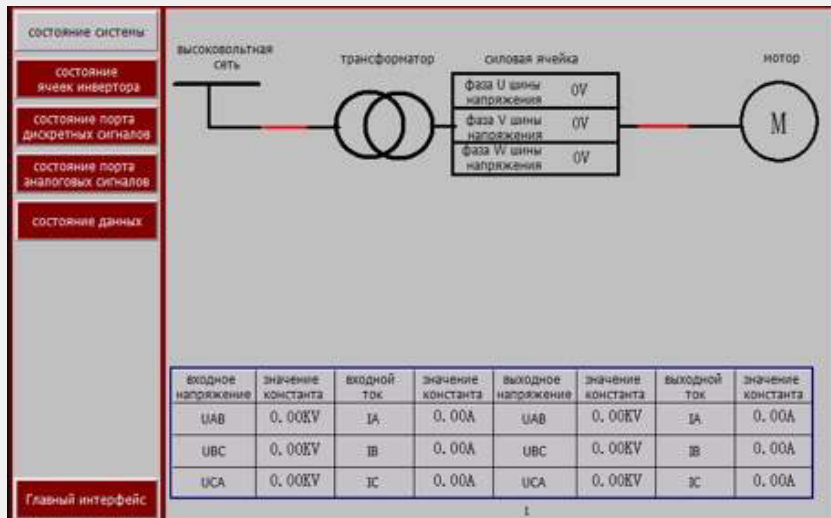 состояние системы
состояние
ячеек инвертора
состояние порта
дискретных сигналов
состояние порта
аналоговых сигналов
состояние данных
Главный интерфейс
высоковольтная
сеть
трансформатор
силовая ячейка
мотор
фаза U шины
напряжения 0V
фаза V шины
напряжения 0V
фаза W шины
напряжения 0V
M
входное напряжение значение константа входной ток значение константа выходное напряжение значение константа выходной ток значение константа
UAB 0.00KV IA 0.00A UAB 0.00KV IA 0.00A
UBC 0.00KV IB 0.00A UBC 0.00KV IB 0.00A
UCA 0.00KV IC 0.00A UCA 0.00KV IC 0.00A
1